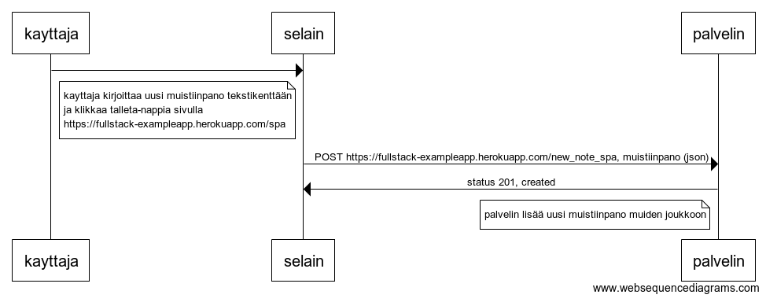 kayttaja
selain
palvelin
kayttaja kirjoittaa uusi muistiinpano tekstikenttään
ja klikkaa talleta-nappia sivulla
https://fullstack-exampleapp.herokuapp.com/spa
POST https://fullstack-exampleapp.herokuapp.com/new_note_spa, muistiinpano (json)
status 201, created
palvelin lisää uusi muistiinpano muiden joukkoon
kayttaja
selain
palvelin
www.websequencediagrams.com